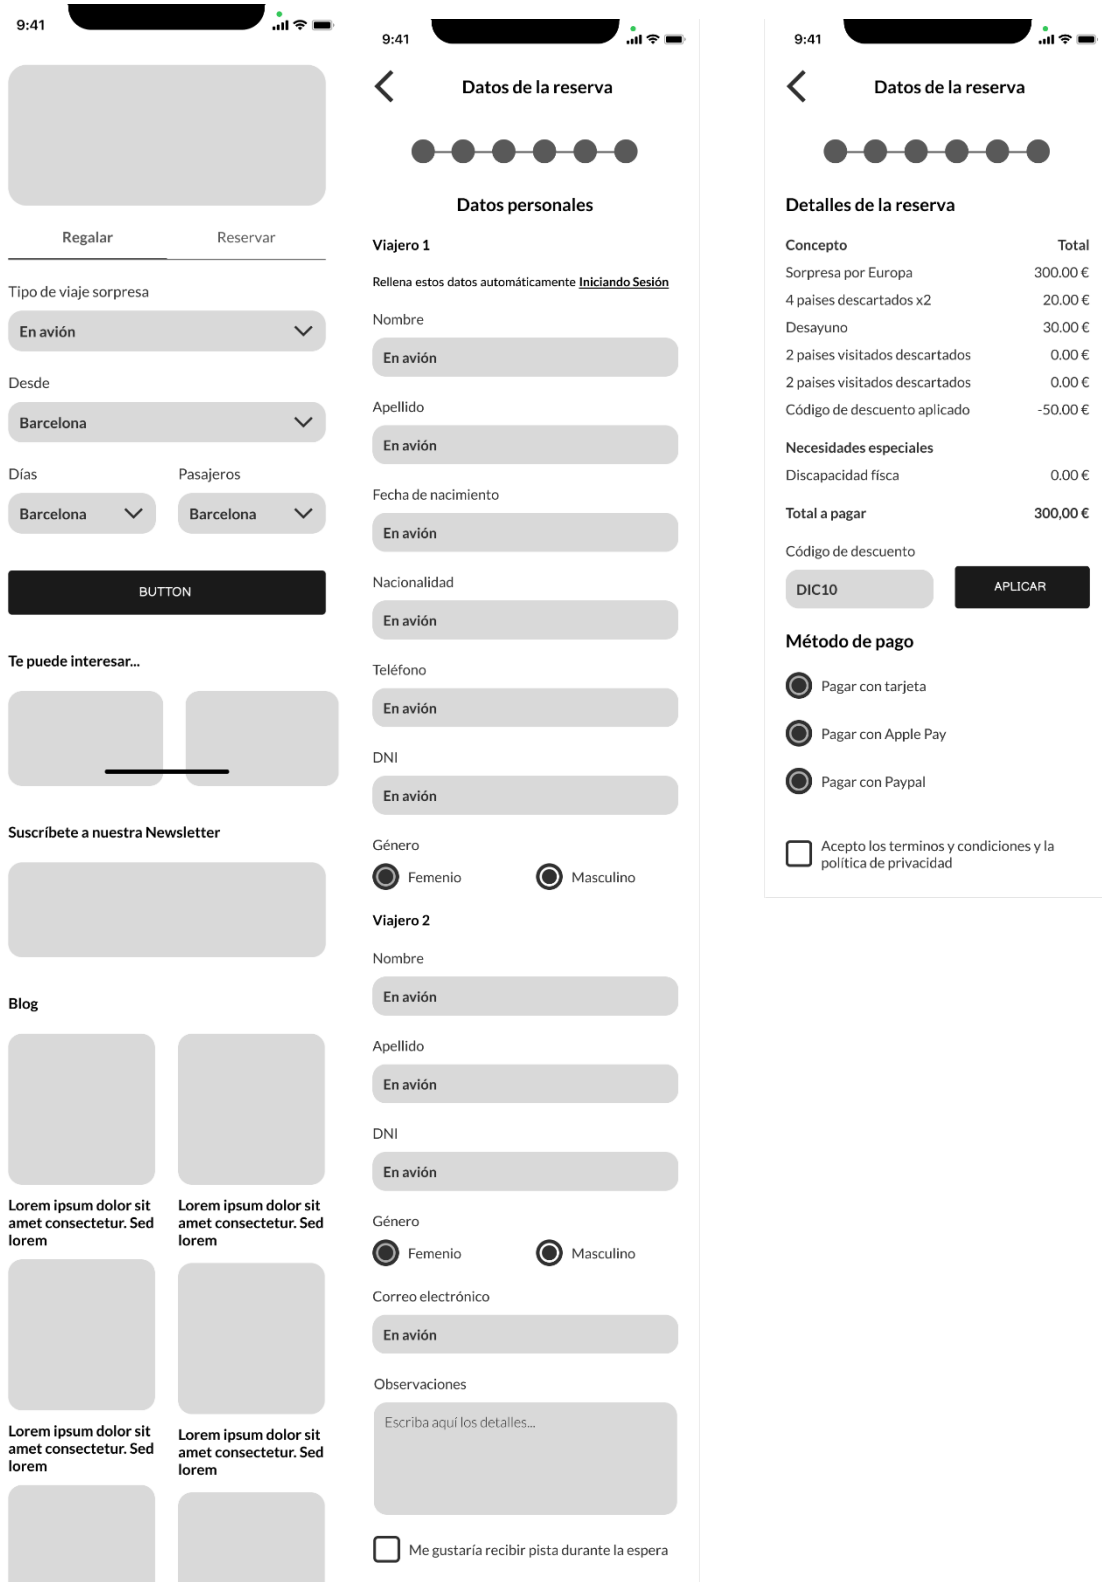 9:41
Regalar
Reservar
Tipo de viaje sorpresa
En avión
Desde
Barcelona
Días
Pasajeros
Barcelona
Barcelona
BUTTON
Te puede interesar...
Suscríbete a nuestra Newsletter
Blog
Lorem ipsum dolor sit
amet consectetur. Sed
lorem
Lorem ipsum dolor sit
amet consectetur. Sed
lorem
Lorem ipsum dolor sit
amet consectetur. Sed
lorem
Lorem ipsum dolor sit
amet consectetur. Sed
lorem
9:41
Datos de la reserva
Datos personales
Viajero 1
Rellena estos datos automáticamente Iniciando Sesión
Nombre
En avión
Apellido
En avión
Fecha de nacimiento
En avión
Nacionalidad
En avión
Teléfono
En avión
DNI
En avión
Género
Femenio
Masculino
Viajero 2
Nombre
En avión
Apellido
En avión
DNI
En avión
Género
Femenio
Masculino
Correo electrónico
En avión
Observaciones
Escriba aquí los detalles...
Me gustaría recibir pista durante la espera
9:41
Datos de la reserva
Detalles de la reserva
Concepto Total
Sorpresa por Europa 300.00 €
4 paises descartados x2 20.00 €
Desayuno 30.00 €
2 paises visitados descartados 0.00 €
2 paises visitados descartados 0.00 €
Código de descuento aplicado -50.00 €
Necesidades especiales
Discapacidad físca 0.00 €
Total a pagar 300,00 €
Código de descuento
DIC10
APLICAR
Método de pago
Pagar con tarjeta
Pagar con Apple Pay
Pagar con Paypal
Acepto los terminos y condiciones y la
política de privacidad